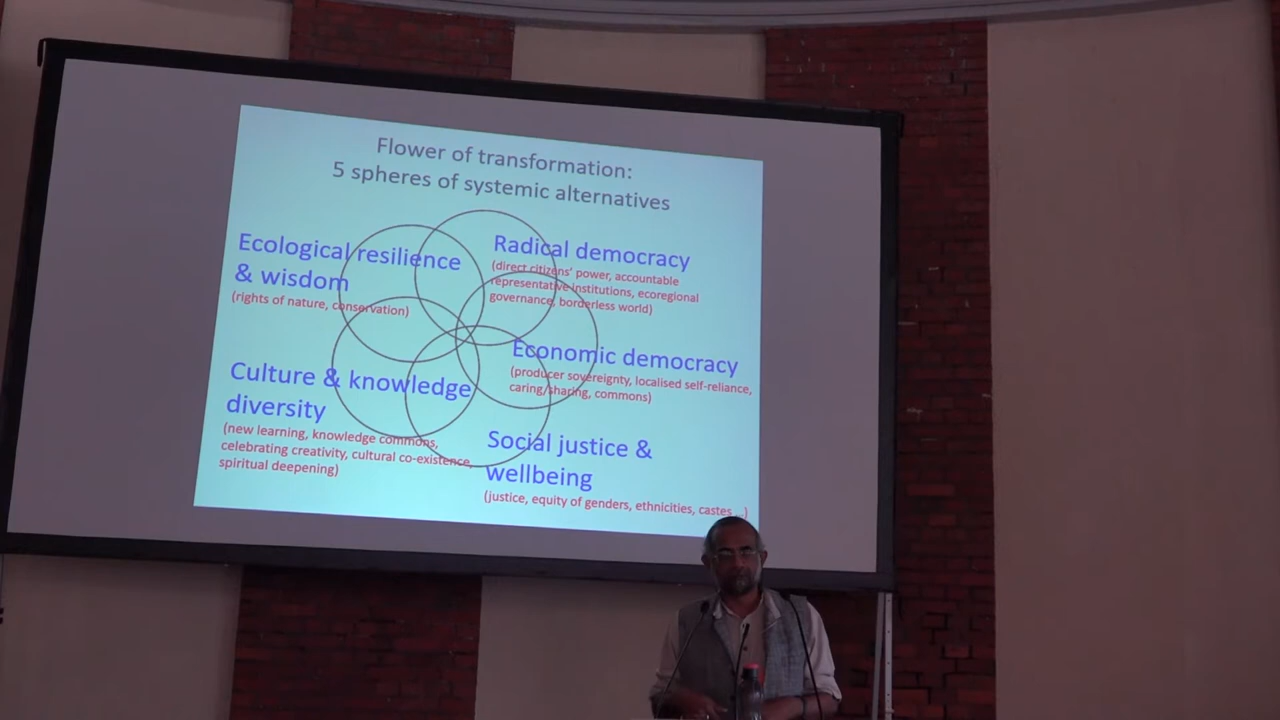 Flower of transformation:
5 spheres of systemic alternatives
Ecological resilience
& wisdom
(rights of nature, conservation)
Radical democracy
(direct citizens' power, accountable
representative institutions, ecoregional
governance, borderless world)
Economic democracy
(producer sovereignty, localised self-reliance,
caring/sharing, commons)
Culture & knowledge
diversity
(new learning, knowledge commons,
celebrating creativity, cultural co-existence,
spiritual deepening)
Social justice &
wellbeing
(justice, equity of genders, ethnicities, castes ...)